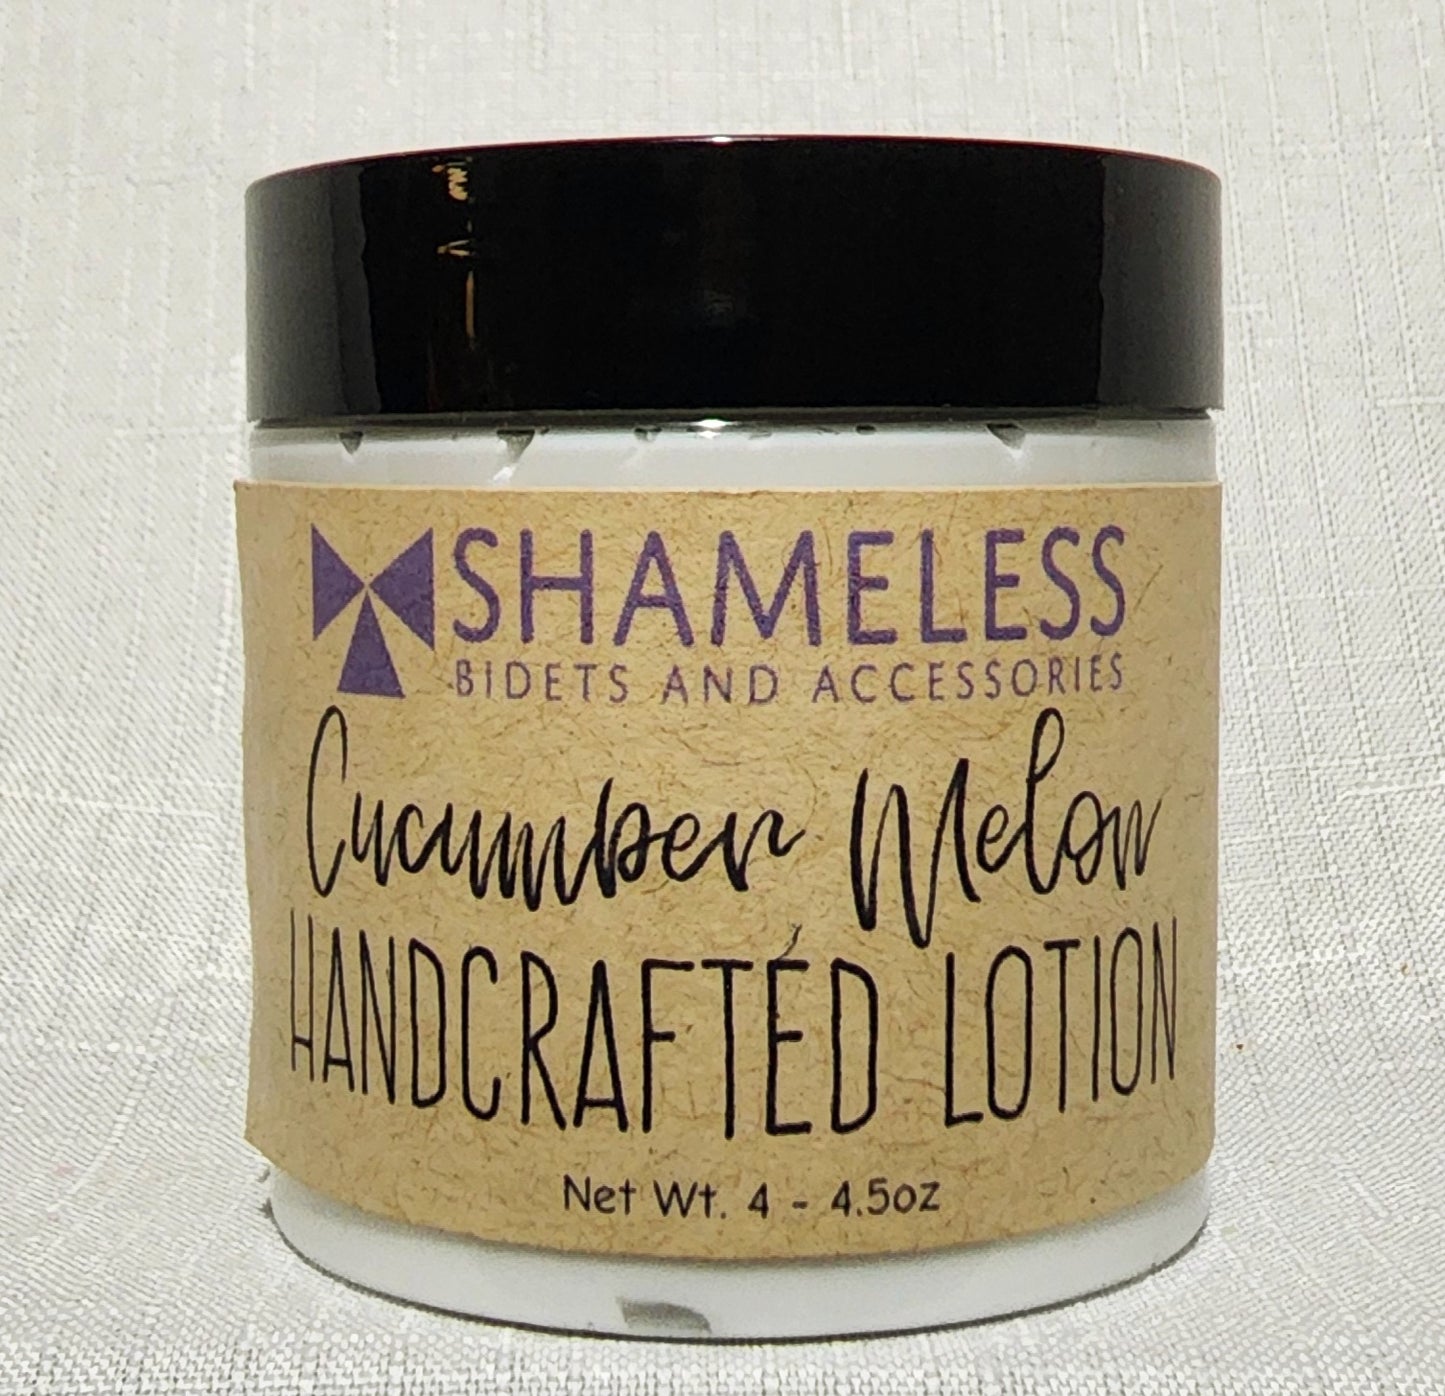 SHAMELESS
BIDETS AND ACCESSORIES
Cucumber Melon
HANDCRAFTED LOTION
Net Wt. 4 - 4.5oz